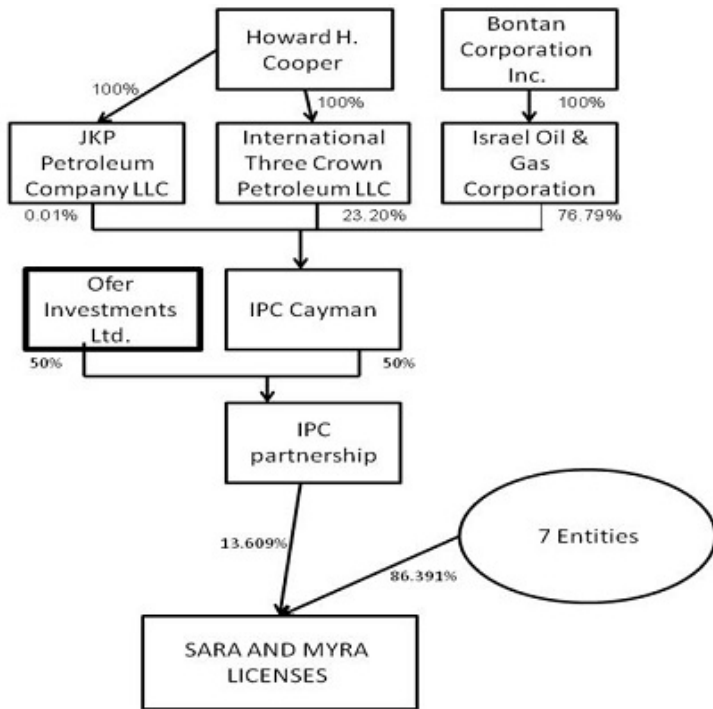 Howard H.
Cooper
Bontan
Corporation
Inc.
100%
100%
100%
JKP
Petroleum
Company LLC
International
Three Crown
Petroleum LLC
Israel Oil &
Gas
Corporation
0.01%
23.20%
76.79%
Ofer
Investments
Ltd.
IPC Cayman
50%
50%
IPC
partnership
7 Entities
13.609%
86.391%
SARA AND MYRA
LICENSES